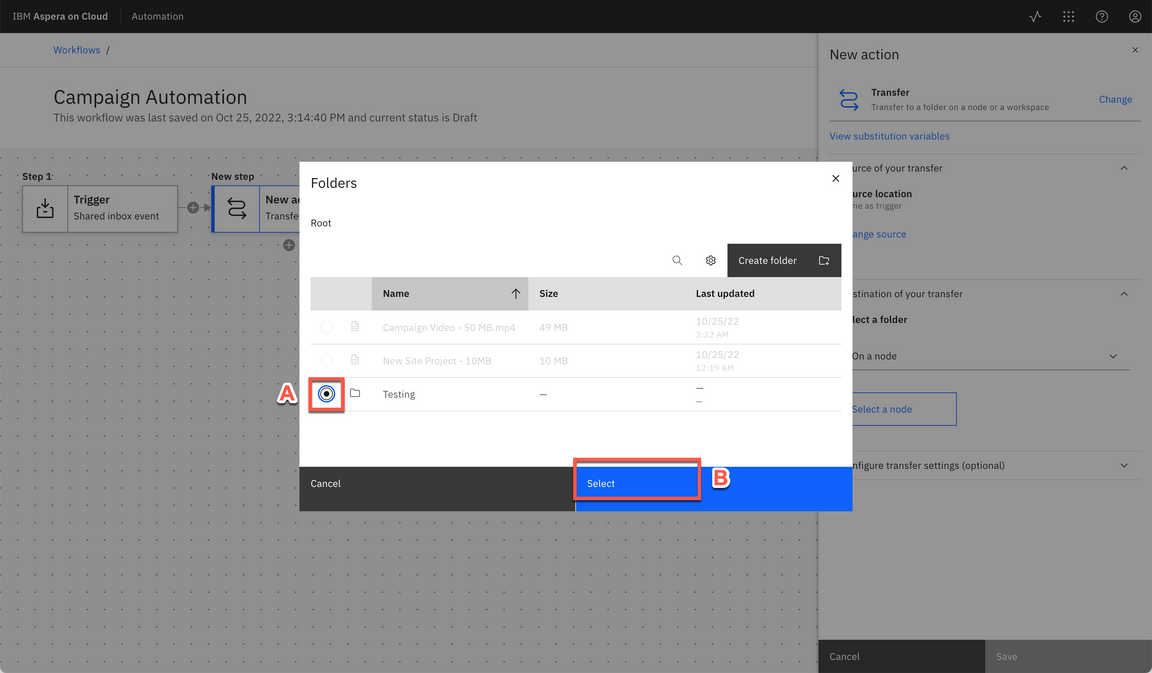 IBM Aspera on Cloud
Automation
Workflows /
Campaign Automation
This workflow was last saved on Oct 25, 2022, 3:14:40 PM and current status is Draft
Step 1
Trigger
Shared inbox event
New step
New a
Transfe
Folders
Root
Create folder
Name Size Last updated
Campaign Video - 50 MB.mp4 49 MB 10/25/22
3:32 AM
New Site Project - 10MB 10 MB 10/25/22
12:19 AM
A
Testing — —
—
Cancel
Select
B
New action
Transfer
Transfer to a folder on a node or a workspace
Change
View substitution variables
urce of your transfer
urce location
me as trigger
ange source
stination of your transfer
lect a folder
On a node
Select a node
nfigure transfer settings (optional)
Cancel
Save